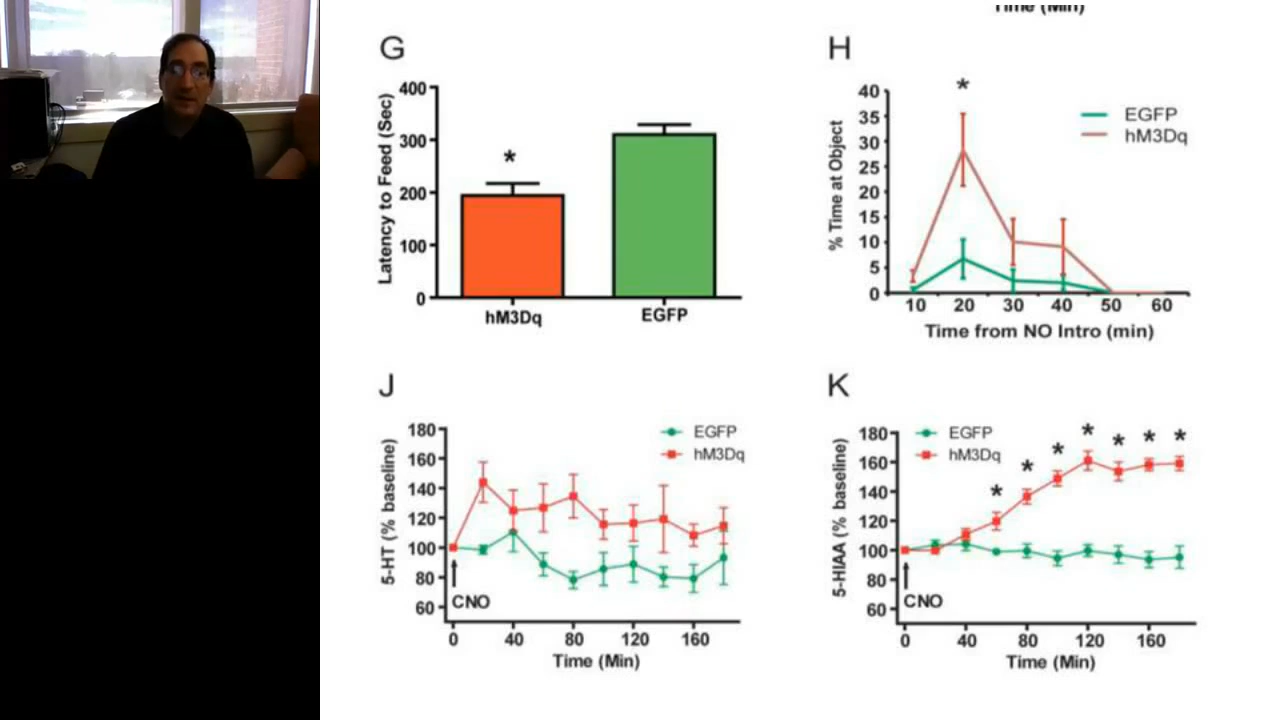 Time (Min)
G
H
400
300
200
100
0
Latency to Feed (Sec)
*
hM3Dq
EGFP
40
35
30
25
20
15
10
5
0
% Time at Object
*
EGFP
hM3Dq
10 20 30 40 50 60
Time from NO Intro (min)
J
K
180
160
140
120
100
80
60
5-HT (% baseline)
EGFP
hM3Dq
CNO
0 40 80 120 160
Time (Min)
180
160
140
120
100
80
60
5-HIAA (% baseline)
EGFP
hM3Dq
* * * * * * *
CNO
0 40 80 120 160
Time (Min)